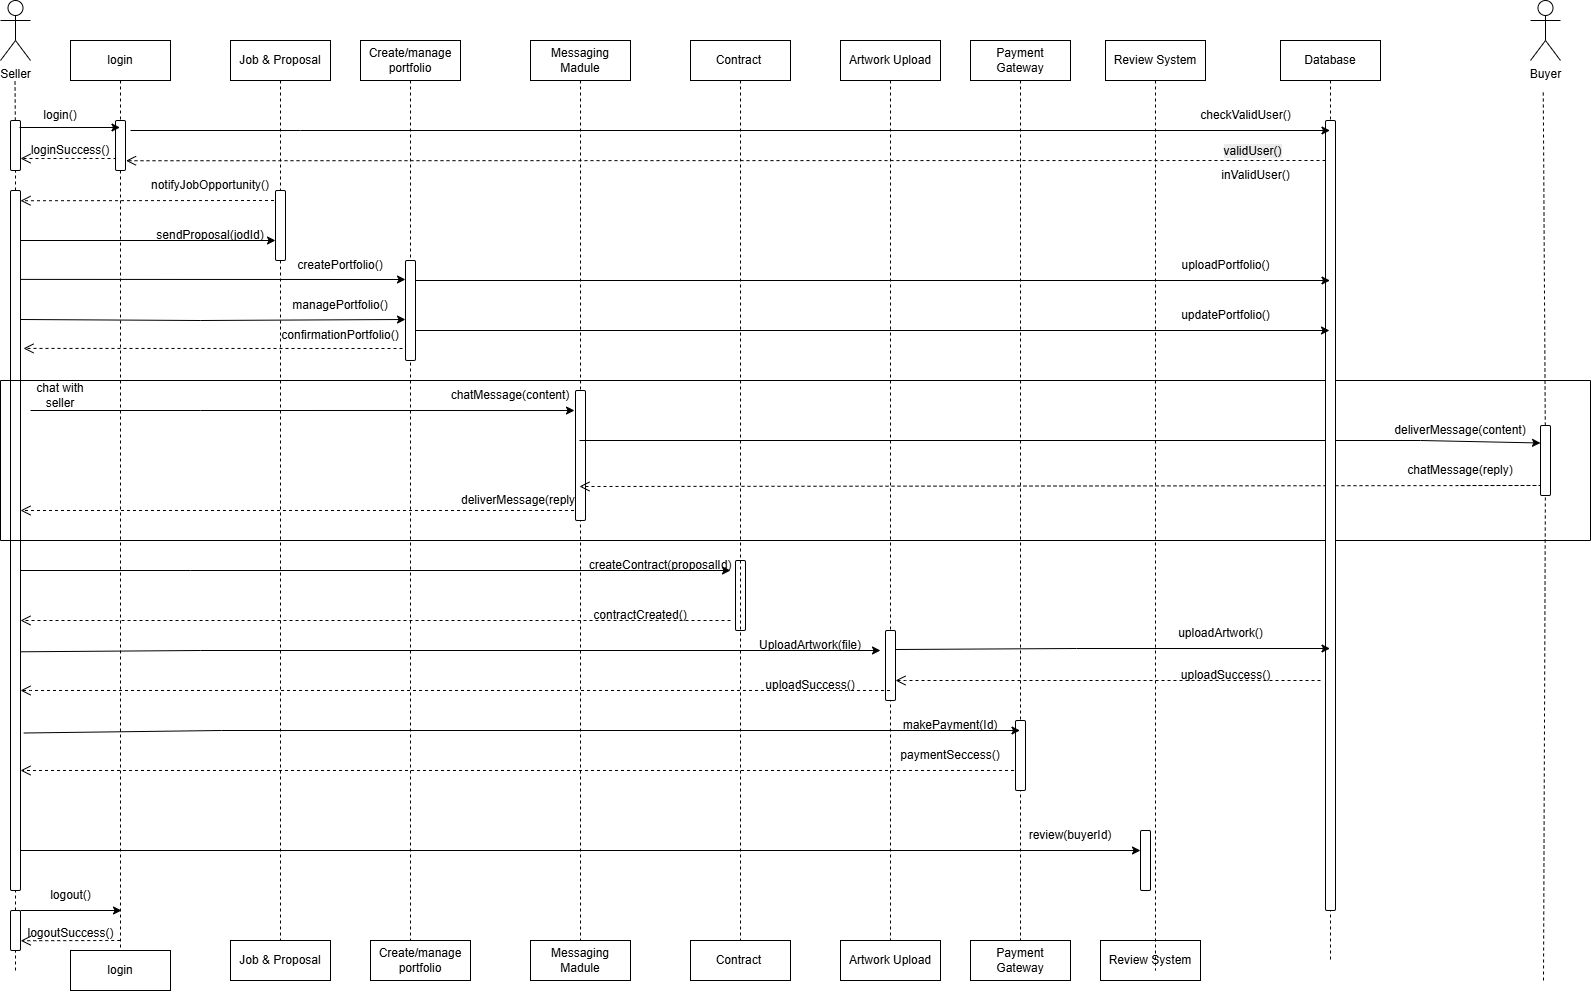 Seller
login
Job & Proposal
Create/manage
portfolio
Messaging
Madule
Contract
Artwork Upload
Payment
Gateway
Review System
Database
Buyer
login()
checkValidUser()
loginSuccess()
validUser()
inValidUser()
notifyJobOpportunity()
sendProposal(jodId)
createPortfolio()
uploadPortfolio()
managePortfolio()
updatePortfolio()
confirmationPortfolio()
chat with
seller
chatMessage(content)
deliverMessage(content)
chatMessage(reply)
deliverMessage(reply
createContract(proposalId)
contractCreated()
UploadArtwork(file)
uploadArtwork()
uploadSuccess()
uploadSuccess()
makePayment(Id)
paymentSeccess()
review(buyerId)
logout()
logoutSuccess()
login
Job & Proposal
Create/manage
portfolio
Messaging
Madule
Contract
Artwork Upload
Payment
Gateway
Review System